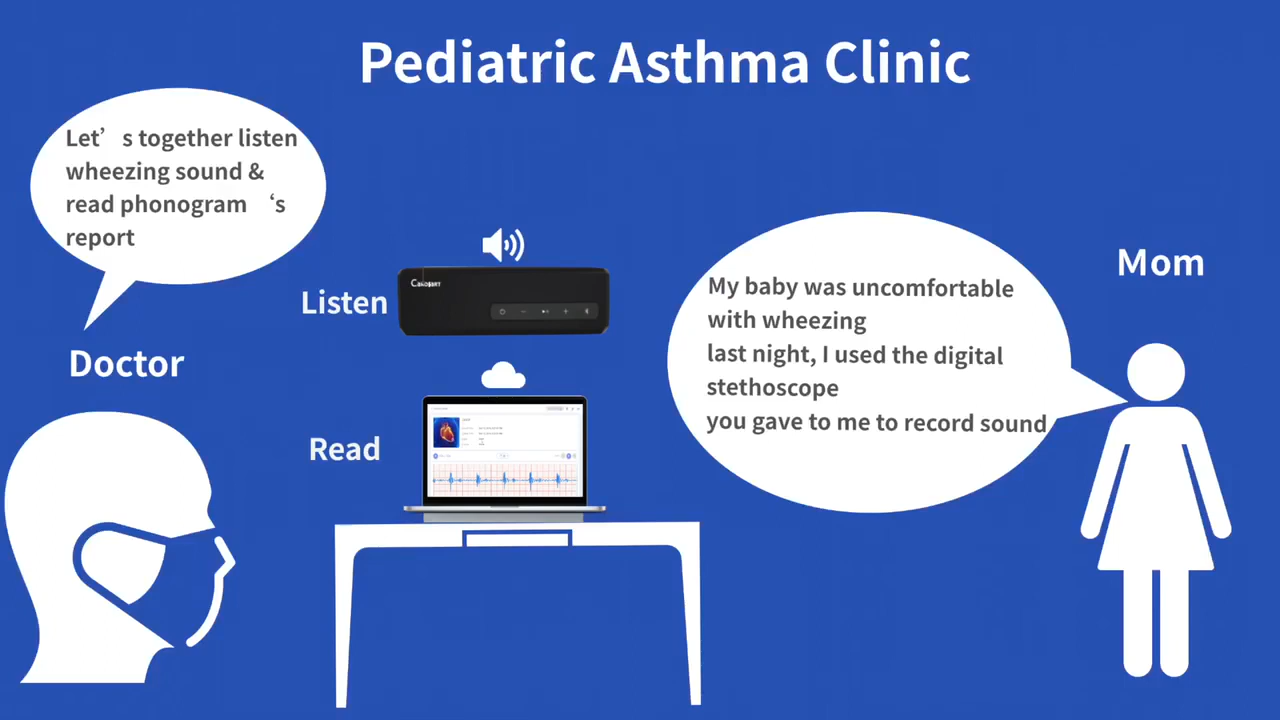 Pediatric Asthma Clinic
Let’ s together listen
wheezing sound &
read phonogram ‘s
report
Doctor
Listen
Read
My baby was uncomfortable
with wheezing
last night, I used the digital
stethoscope
you gave to me to record sound
Mom